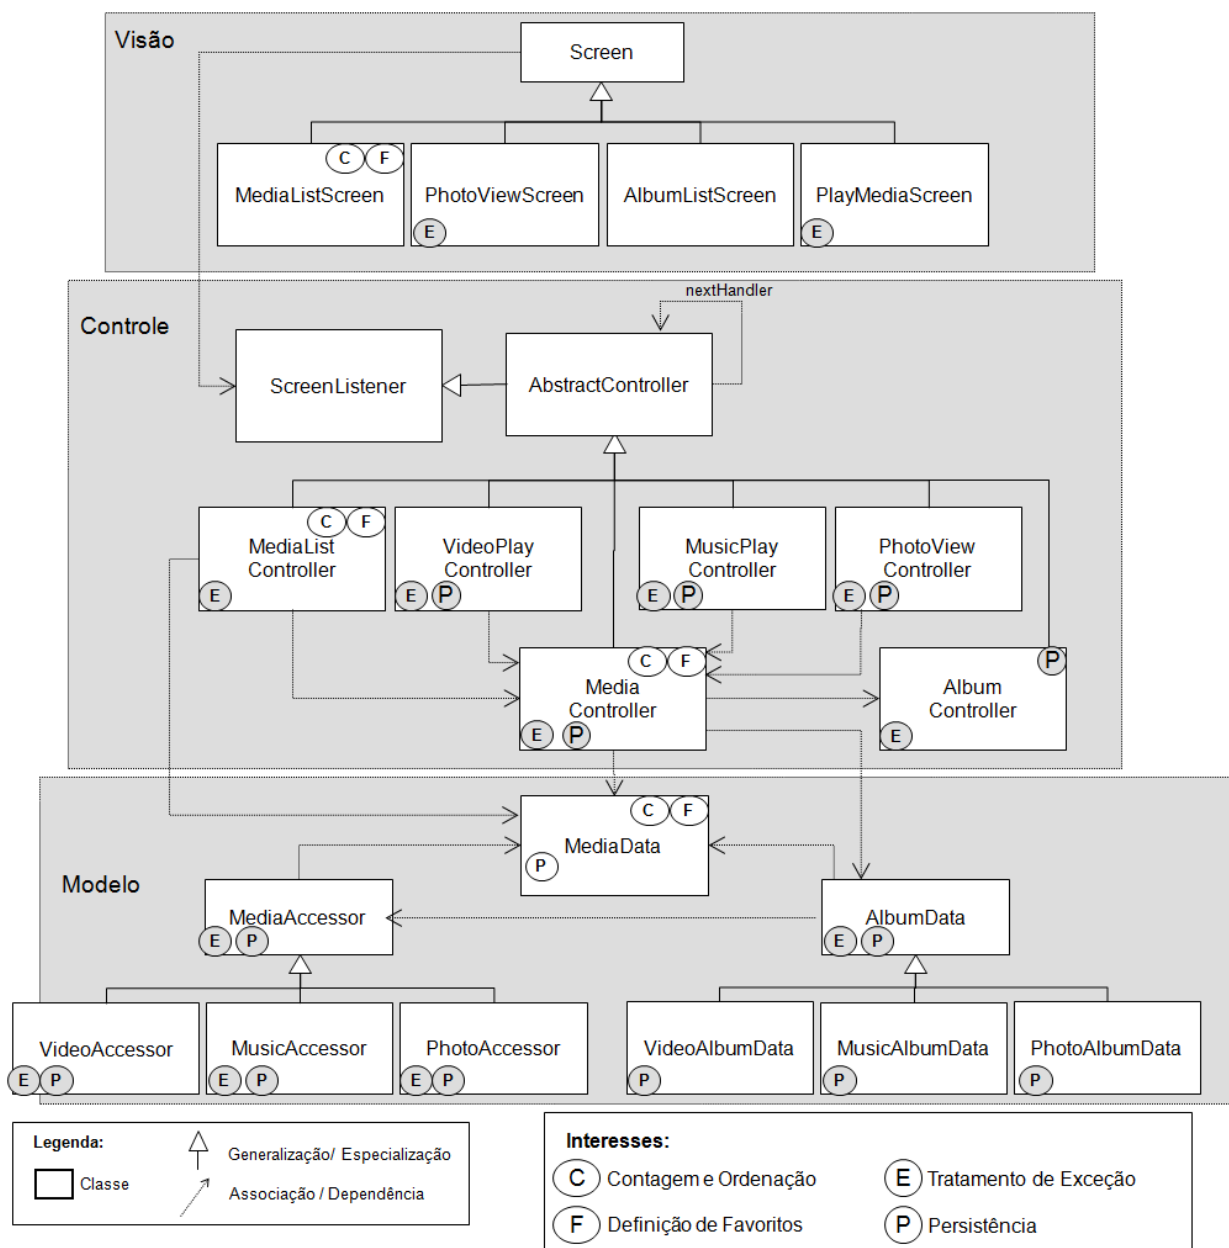 Visão
Screen
C F
MediaListScreen
PhotoViewScreen
E
AlbumListScreen
PlayMediaScreen
E
Controle
nextHandler
ScreenListener
AbstractController
C F
MediaList
Controller
E
VideoPlay
Controller
E P
MusicPlay
Controller
E P
PhotoView
Controller
E P
C F
Media
Controller
E P
P
Album
Controller
E
Modelo
C F
MediaData
P
MediaAccessor
E P
AlbumData
E P
VideoAccessor
E P
MusicAccessor
E P
PhotoAccessor
E P
VideoAlbumData
P
MusicAlbumData
P
PhotoAlbumData
P
Legenda:
Classe
Generalização/ Especialização
Associação / Dependência
Interesses:
C Contagem e Ordenação
E Tratamento de Exceção
F Definição de Favoritos
P Persistência